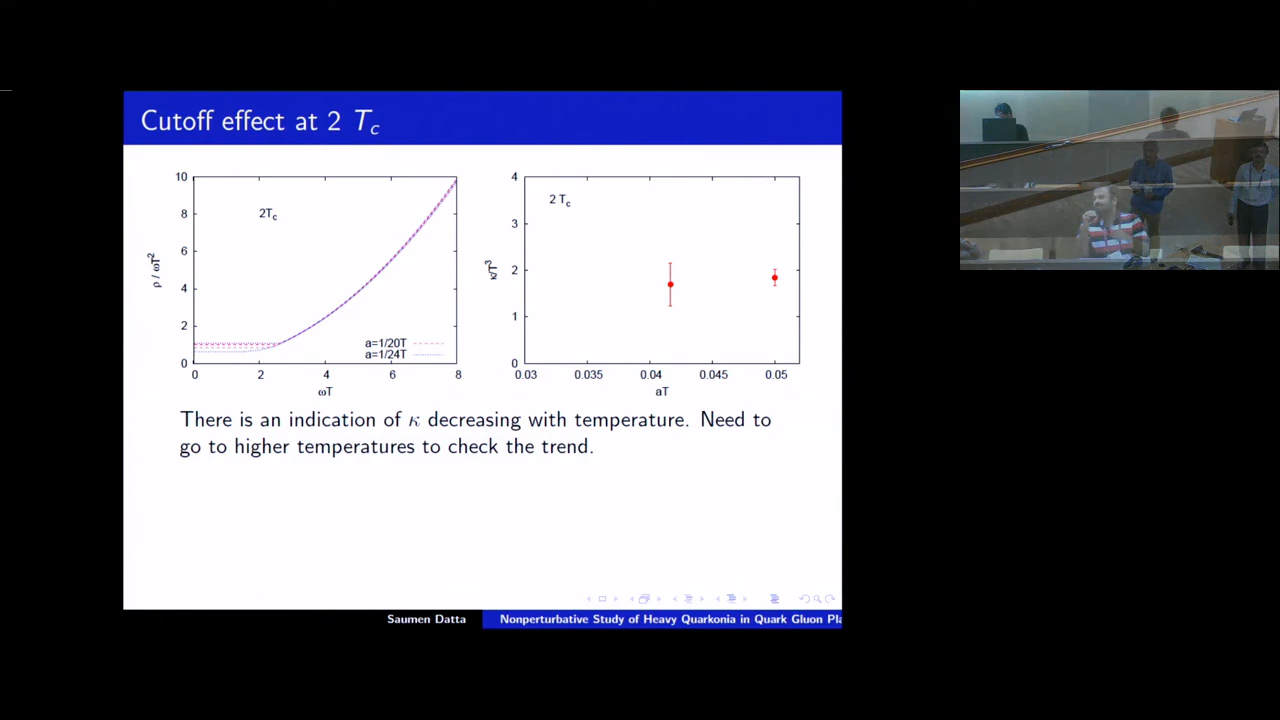 Cutoff effect at 2 Tc
10
8
6
4
2
0
ρ / ωT²
2Tc
a=1/20T
a=1/24T
0 2 4 6 8
ωT
4
3
2
1
0
κ/T³
2 Tc
0.03 0.035 0.04 0.045 0.05
aT
There is an indication of κ decreasing with temperature. Need to
go to higher temperatures to check the trend.
Saumen Datta Nonperturbative Study of Heavy Quarkonia in Quark Gluon Pla